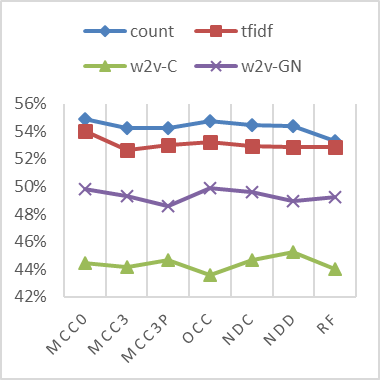 count tfidf
w2v-C w2v-GN
56%
54%
52%
50%
48%
46%
44%
42%
MCC0 MCC3 MCC3P OCC NDC NDD RF